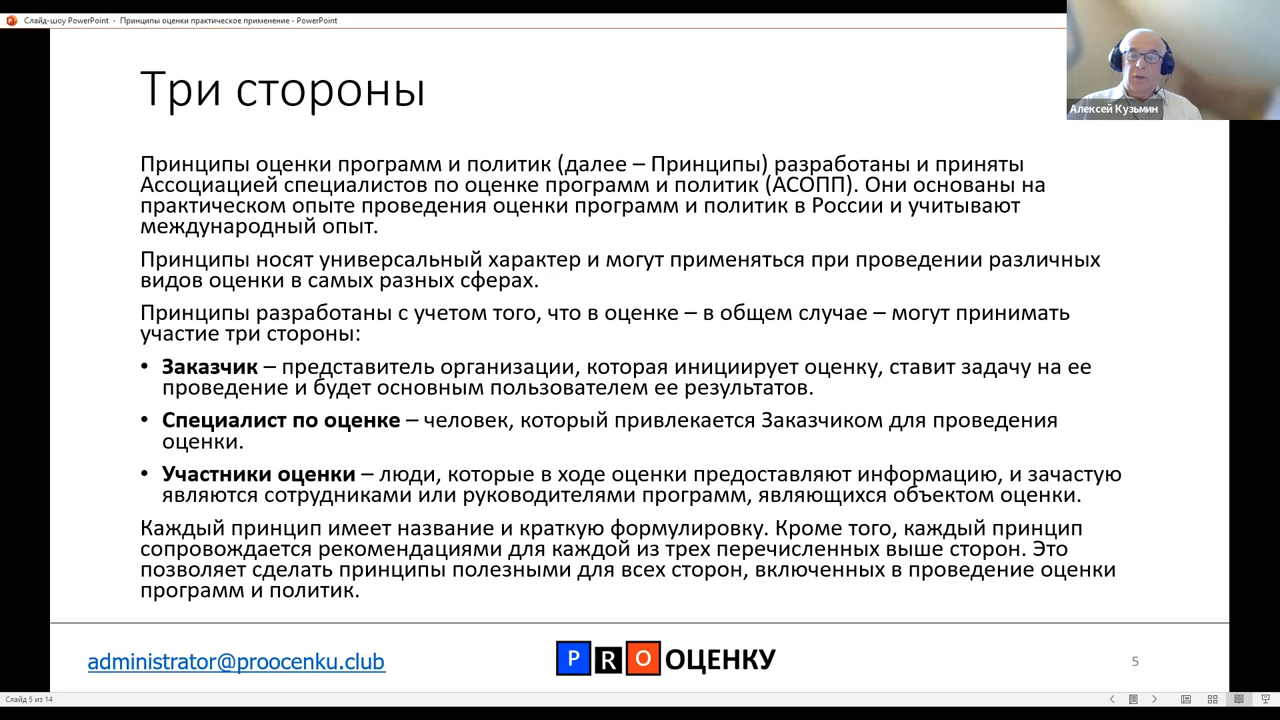 Слайд-шоу PowerPoint - Принципы оценки практическое применение - PowerPoint
Три стороны
Алексей Кузьмин
Принципы оценки программ и политик (далее – Принципы) разработаны и приняты
Ассоциацией специалистов по оценке программ и политик (АСОПП). Они основаны на
практическом опыте проведения оценки программ и политик в России и учитывают
международный опыт.
Принципы носят универсальный характер и могут применяться при проведении различных
видов оценки в самых разных сферах.
Принципы разработаны с учетом того, что в оценке – в общем случае – могут принимать
участие три стороны:
• Заказчик – представитель организации, которая инициирует оценку, ставит задачу на ее
проведение и будет основным пользователем ее результатов.
• Специалист по оценке – человек, который привлекается Заказчиком для проведения
оценки.
• Участники оценки – люди, которые в ходе оценки предоставляют информацию, и зачастую
являются сотрудниками или руководителями программ, являющихся объектом оценки.
Каждый принцип имеет название и краткую формулировку. Кроме того, каждый принцип
сопровождается рекомендациями для каждой из трех перечисленных выше сторон. Это
позволяет сделать принципы полезными для всех сторон, включенных в проведение оценки
программ и политик.
administrator@proocenku.club
PRO ОЦЕНКУ
5
Слайд 5 из 14